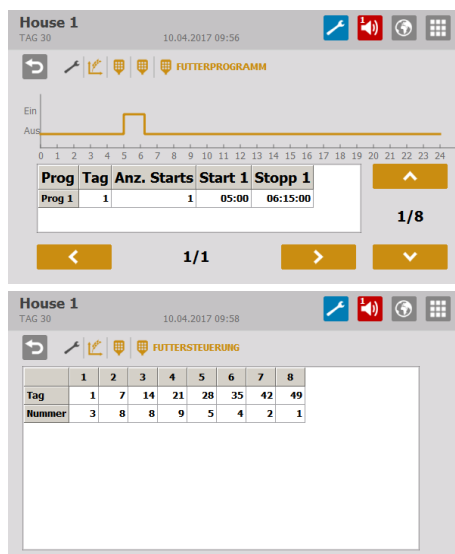 House 1
TAG 30 10.04.2017 09:56 1
FUTTERPROGRAMM
Ein
Aus
0 1 2 3 4 5 6 7 8 9 10 11 12 13 14 15 16 17 18 19 20 21 22 23 24
Prog Tag Anz. Starts Start 1 Stopp 1
Prog 1 1 1 05:00 06:15:00
1/8
1/1
House 1
TAG 30 10.04.2017 09:58 1
FUTTERSTEUERUNG
1 2 3 4 5 6 7 8
Tag 1 7 14 21 28 35 42 49
Nummer 3 8 8 9 5 4 2 1